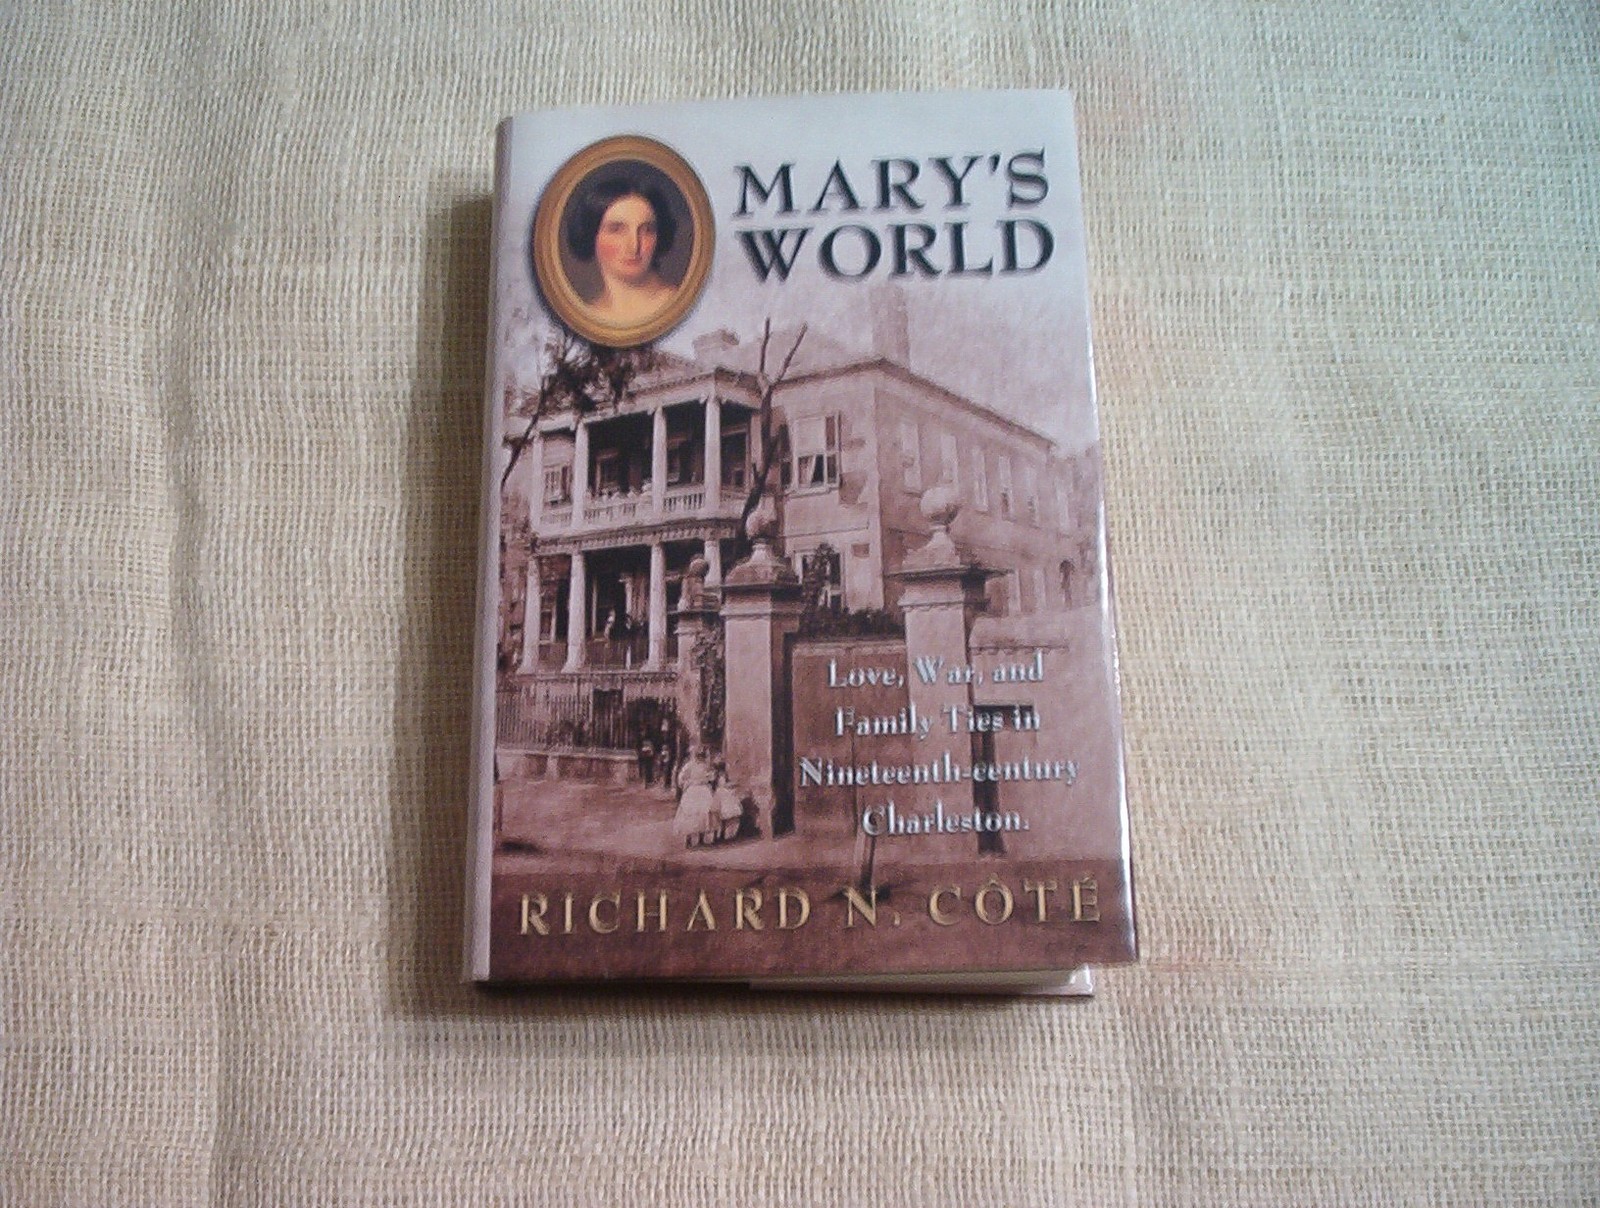 MARY'S
WORLD
Love, War, and
Family Ties in
Nineteenth-century
Charleston.
RICHARD N. CÔTÉ